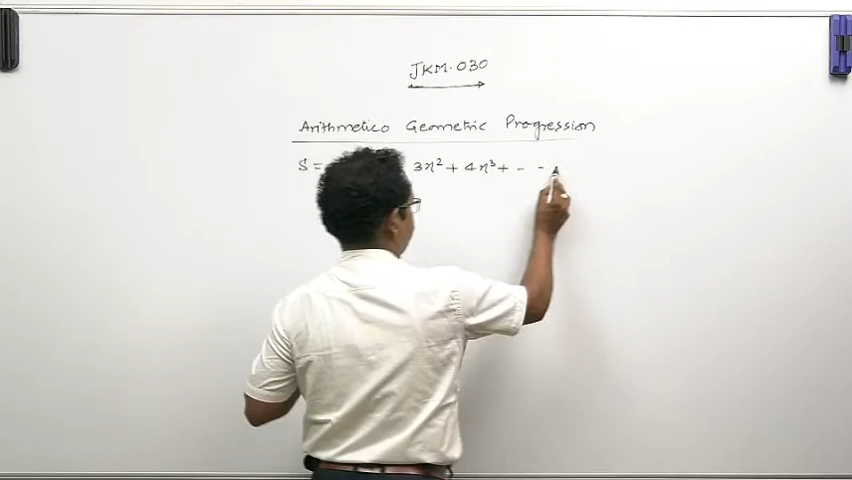 JKM-030
Arithmetico Geometric Progression
S = 3x² + 4x³ + - -